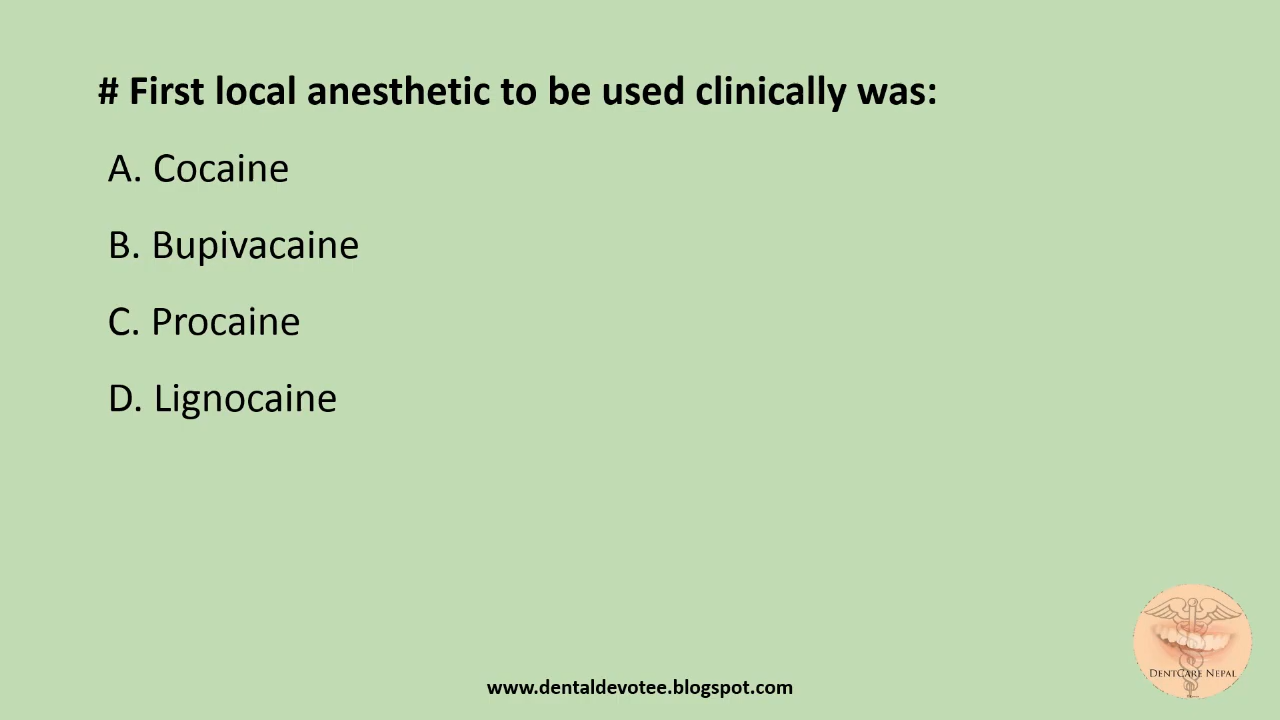 # First local anesthetic to be used clinically was:
A. Cocaine
B. Bupivacaine
C. Procaine
D. Lignocaine
DENTCARE NEPAL
www.dentaldevotee.blogspot.com